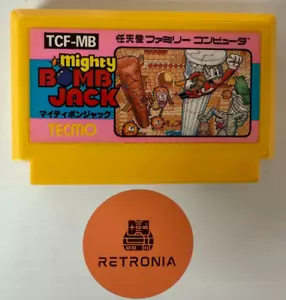 TCF-MB
任天堂 ファミリー コンピュータ
mighty
BOMB
JACK
マイティボンジャック
TECMO
RETRONIA